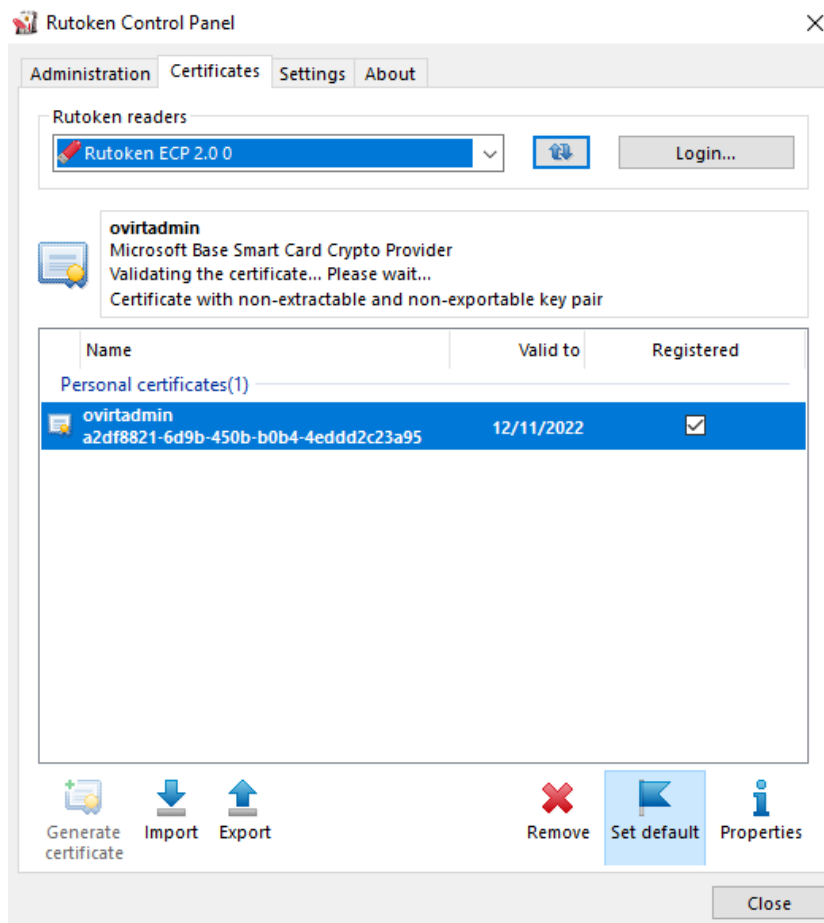 Rutoken Control Panel
Administration Certificates Settings About
Rutoken readers
Rutoken ECP 2.0 0
Login...
ovirtadmin
Microsoft Base Smart Card Crypto Provider
Validating the certificate... Please wait...
Certificate with non-extractable and non-exportable key pair
Name Valid to Registered
Personal certificates(1)
ovirtadmin
a2df8821-6d9b-450b-b0b4-4eddd2c23a95 12/11/2022
Generate certificate Import Export Remove Set default Properties
Close